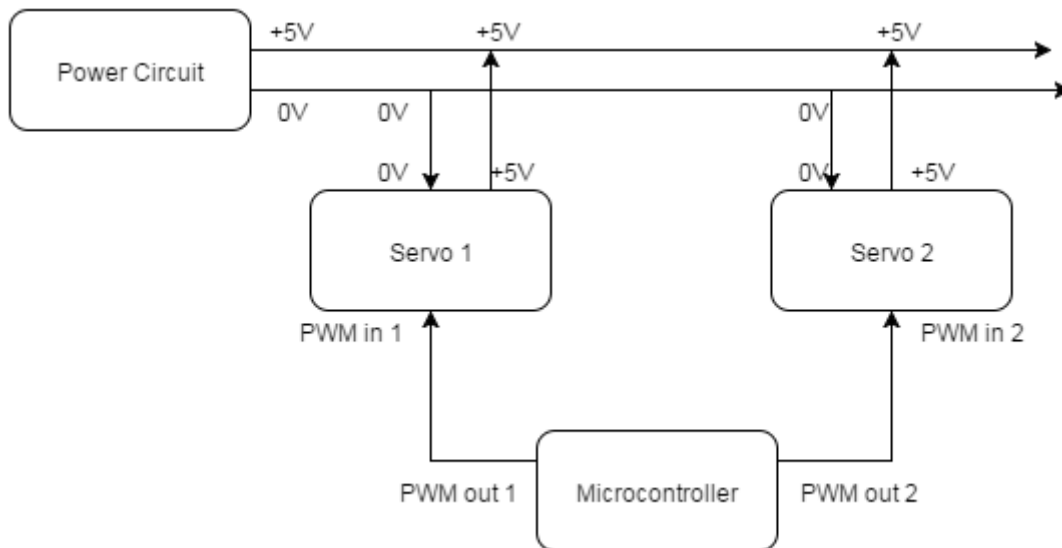 +5V
+5V
+5V
Power Circuit
0V
0V
0V
0V
+5V
0V
+5V
Servo 1
Servo 2
PWM in 1
PWM in 2
PWM out 1
Microcontroller
PWM out 2